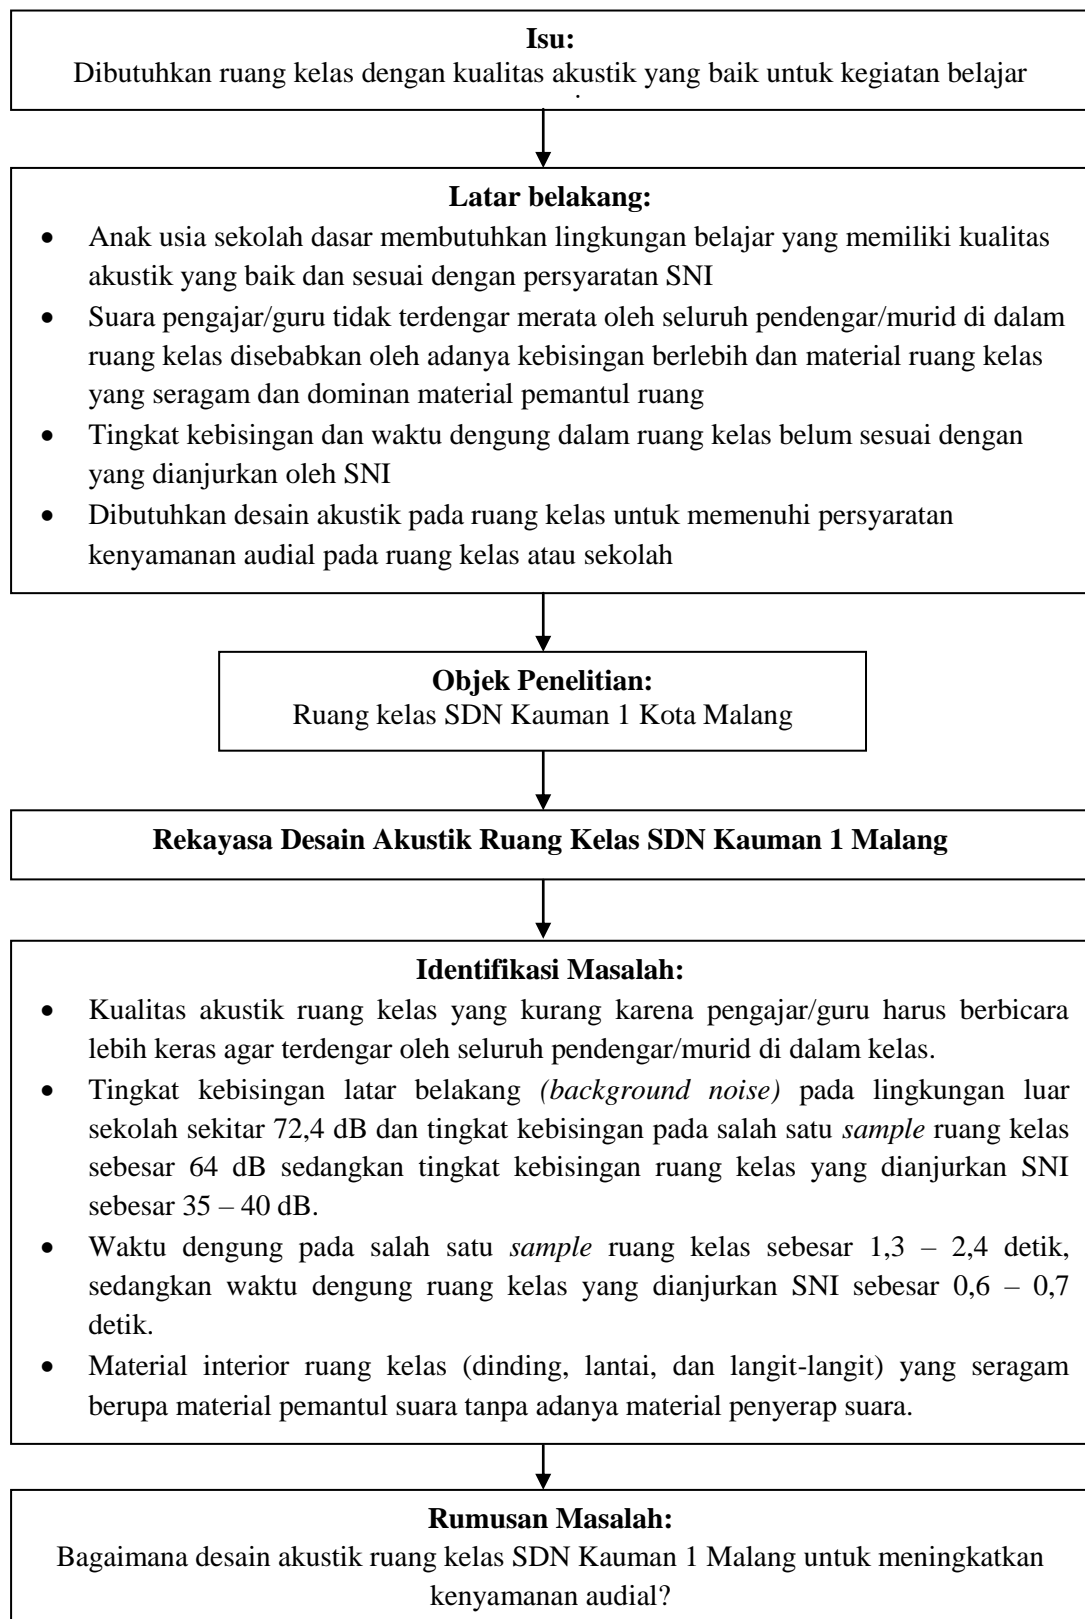 Isu:
Dibutuhkan ruang kelas dengan kualitas akustik yang baik untuk kegiatan belajar
Latar belakang:
• Anak usia sekolah dasar membutuhkan lingkungan belajar yang memiliki kualitas
akustik yang baik dan sesuai dengan persyaratan SNI
• Suara pengajar/guru tidak terdengar merata oleh seluruh pendengar/murid di dalam
ruang kelas disebabkan oleh adanya kebisingan berlebih dan material ruang kelas
yang seragam dan dominan material pemantul ruang
• Tingkat kebisingan dan waktu dengung dalam ruang kelas belum sesuai dengan
yang dianjurkan oleh SNI
• Dibutuhkan desain akustik pada ruang kelas untuk memenuhi persyaratan
kenyamanan audial pada ruang kelas atau sekolah
Objek Penelitian:
Ruang kelas SDN Kauman 1 Kota Malang
Rekayasa Desain Akustik Ruang Kelas SDN Kauman 1 Malang
Identifikasi Masalah:
• Kualitas akustik ruang kelas yang kurang karena pengajar/guru harus berbicara
lebih keras agar terdengar oleh seluruh pendengar/murid di dalam kelas.
• Tingkat kebisingan latar belakang (background noise) pada lingkungan luar
sekolah sekitar 72,4 dB dan tingkat kebisingan pada salah satu sample ruang kelas
sebesar 64 dB sedangkan tingkat kebisingan ruang kelas yang dianjurkan SNI
sebesar 35 – 40 dB.
• Waktu dengung pada salah satu sample ruang kelas sebesar 1,3 – 2,4 detik,
sedangkan waktu dengung ruang kelas yang dianjurkan SNI sebesar 0,6 – 0,7
detik.
• Material interior ruang kelas (dinding, lantai, dan langit-langit) yang seragam
berupa material pemantul suara tanpa adanya material penyerap suara.
Rumusan Masalah:
Bagaimana desain akustik ruang kelas SDN Kauman 1 Malang untuk meningkatkan
kenyamanan audial?